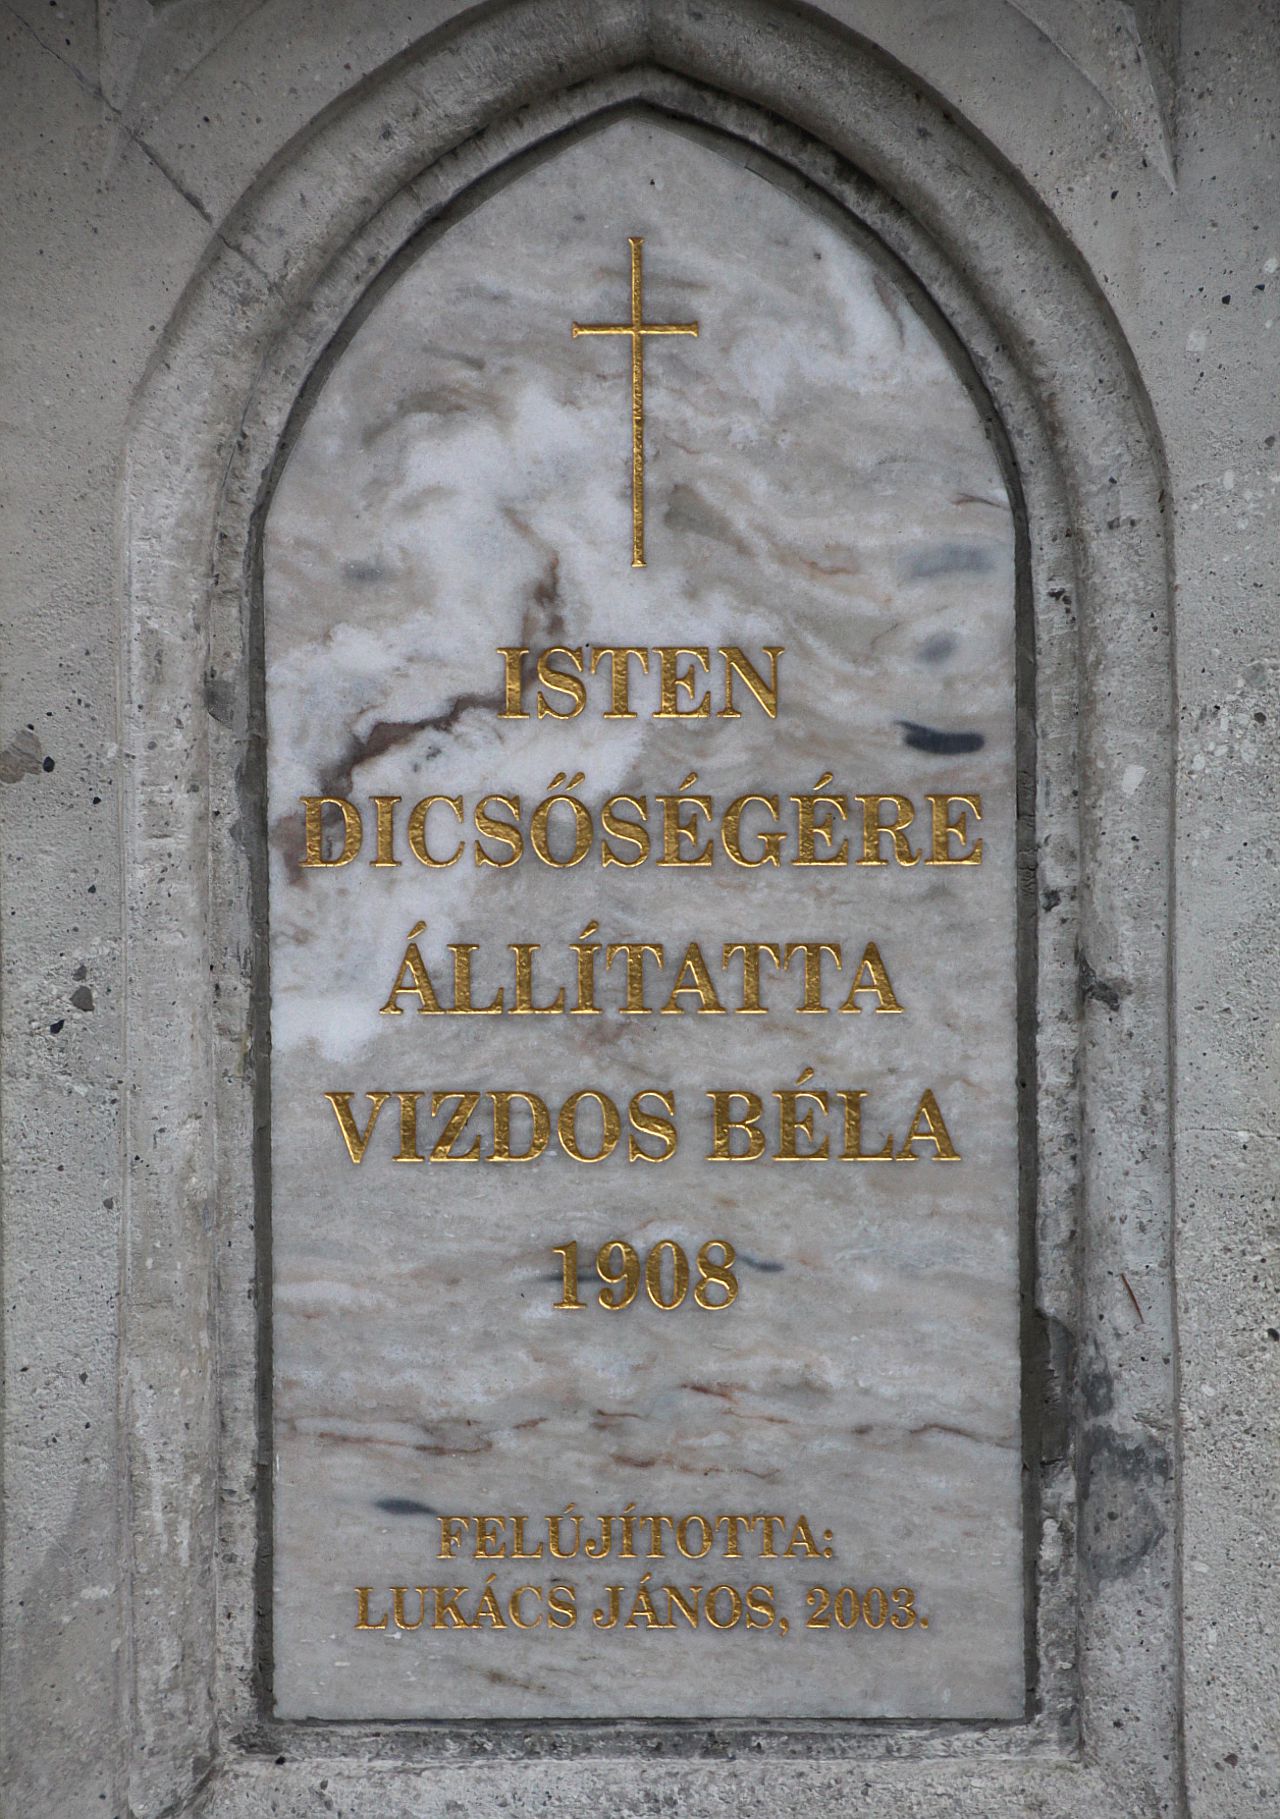 ISTEN
DICSŐSÉGÉRE
ÁLLÍTATTA
VIZDOS BÉLA
1908
FELÚJÍTOTTA:
LUKÁCS JÁNOS, 2003.